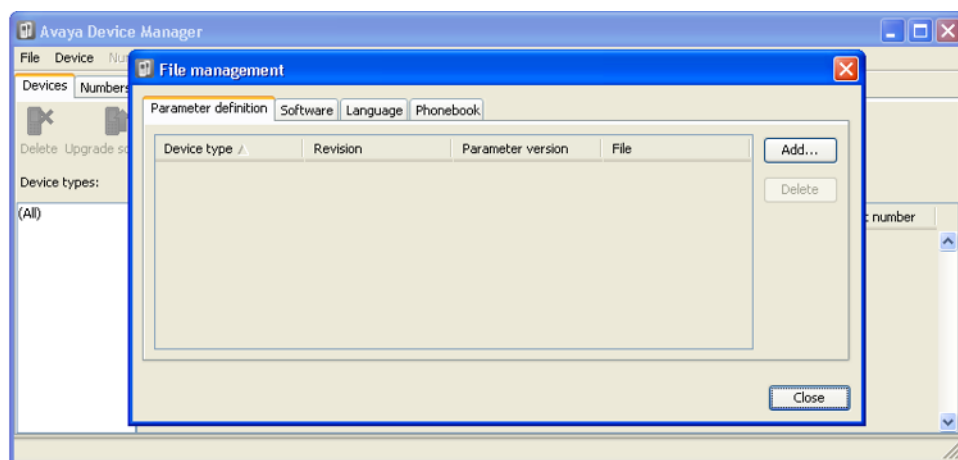 Avaya Device Manager
File Device
File management
Devices Numbers
Parameter definition Software Language Phonebook
Delete Upgrade
Device type Revision Parameter version File
Add...
Delete
Device types:
(All)
number
Close